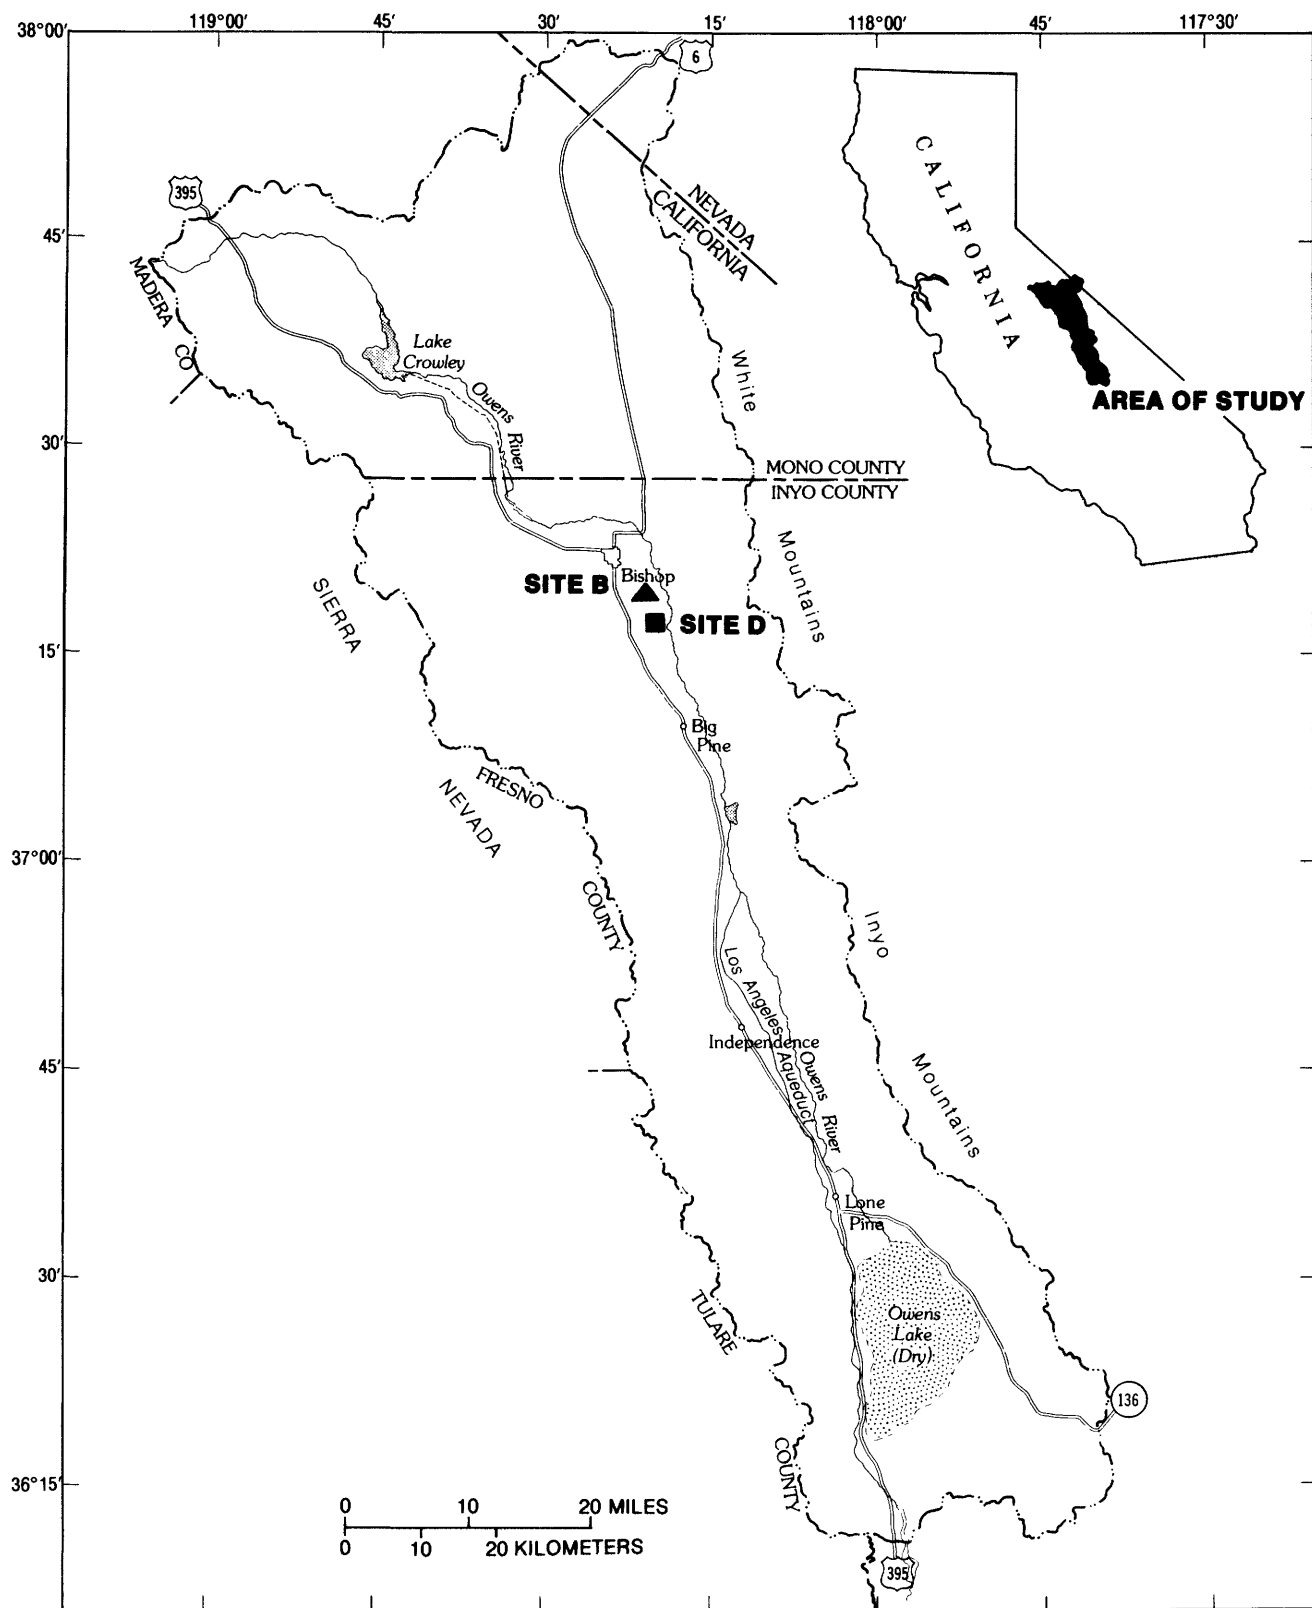 119°00′ 45′ 30′ 15′ 118°00′ 45′ 117°30′
38°00′
6
395
NEVADA
CALIFORNIA
CALIFORNIA
45′
MADERA
CO
Lake
Crowley
Owens
River
White
AREA OF STUDY
30′
MONO COUNTY
INYO COUNTY
Mountains
SITE B
Bishop
SITE D
SIERRA
15′
Big
Pine
FRESNO
NEVADA
37°00′
COUNTY
Inyo
Los Angeles
Aqueduct
Independence
Owens
River
45′
Mountains
Lone
Pine
30′
TULARE
Owens
Lake
(Dry)
136
COUNTY
36°15′
0 10 20 MILES
0 10 20 KILOMETERS
395